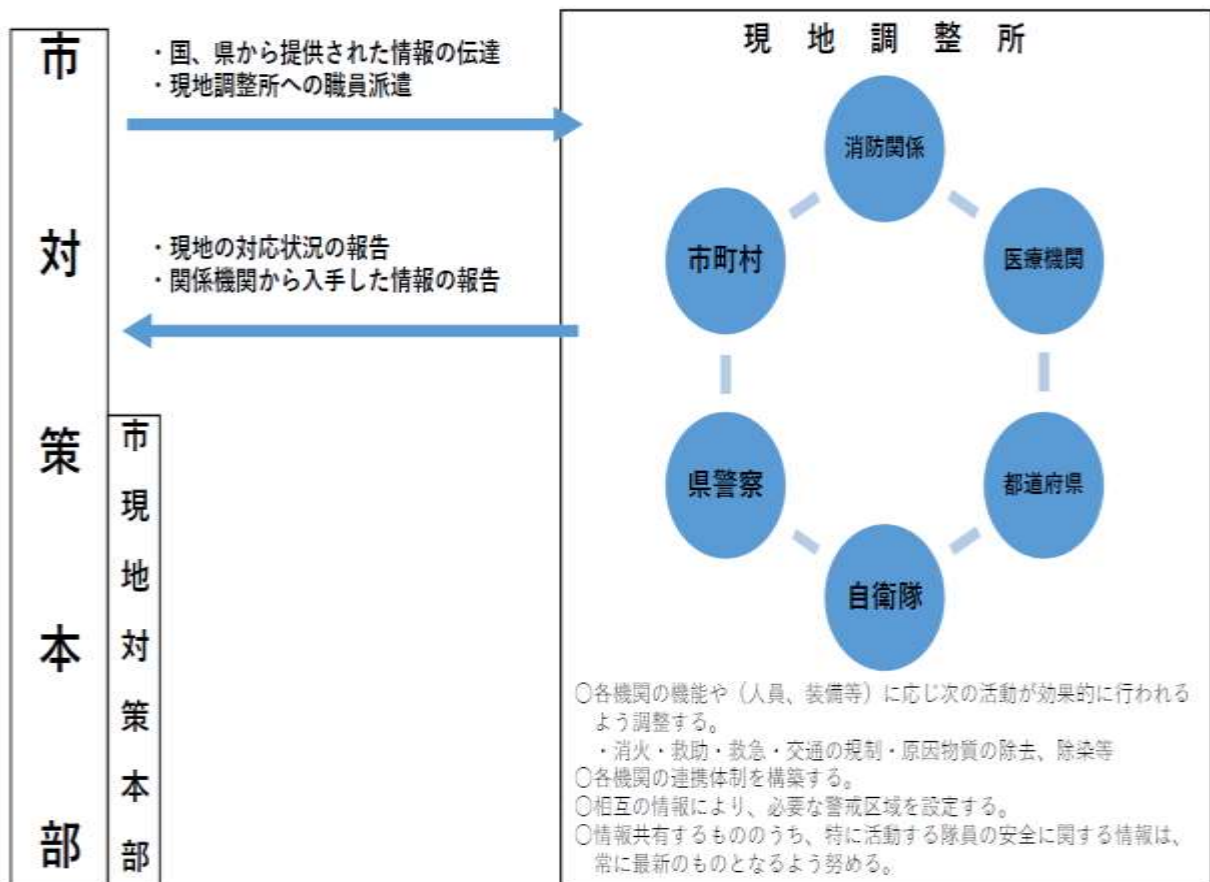 市対策本部
市現地対策本部
・国、県から提供された情報の伝達
・現地調整所への職員派遣
・現地の対応状況の報告
・関係機関から入手した情報の報告
現地調整所
消防関係
市町村
医療機関
県警察
都道府県
自衛隊
○各機関の機能や（人員、装備等）に応じ次の活動が効果的に行われる
よう調整する。
・消火・救助・救急・交通の規制・原因物質の除去、除染等
○各機関の連携体制を構築する。
○相互の情報により、必要な警戒区域を設定する。
○情報共有するもののうち、特に活動する隊員の安全に関する情報は、
常に最新のものとなるよう努める。